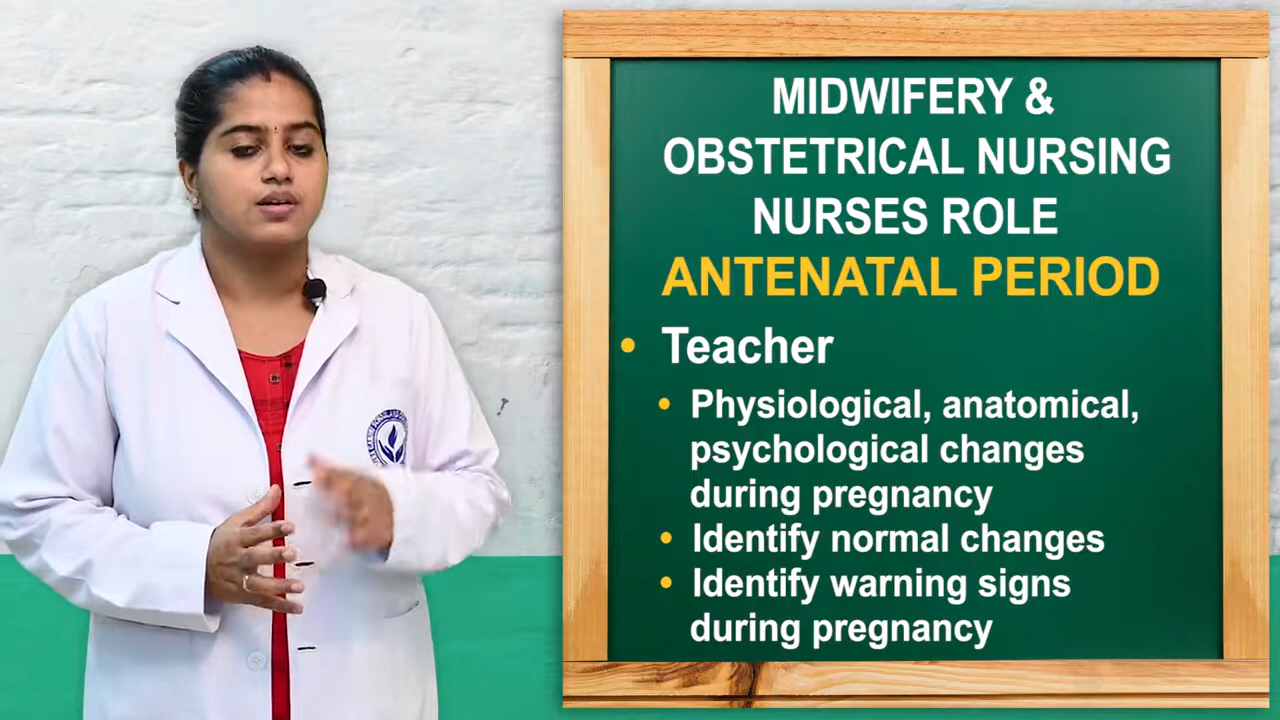 MIDWIFERY &
OBSTETRICAL NURSING
NURSES ROLE
ANTENATAL PERIOD
• Teacher
• Physiological, anatomical,
psychological changes
during pregnancy
• Identify normal changes
• Identify warning signs
during pregnancy